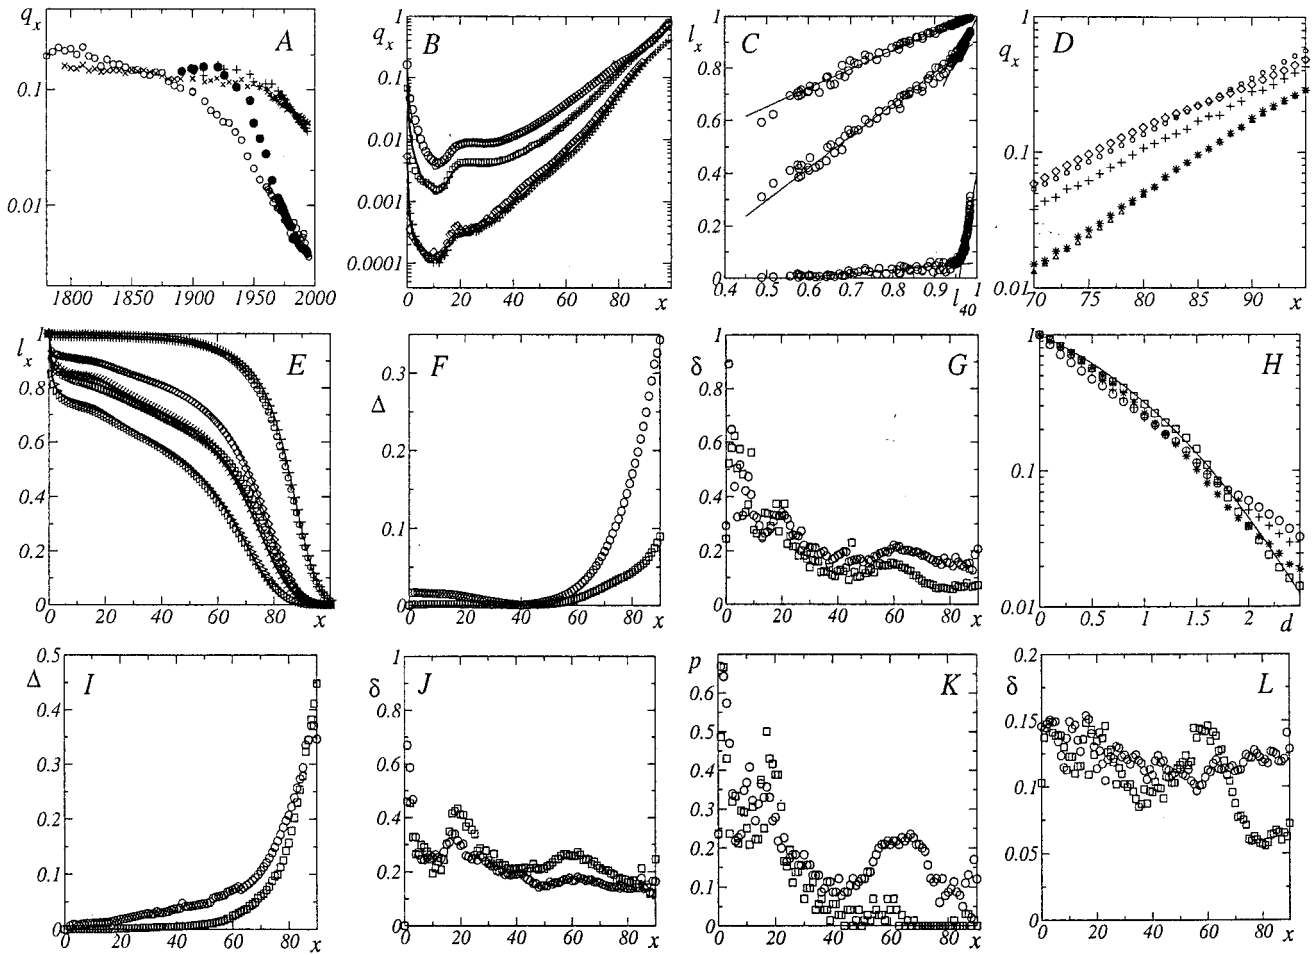 q_x A
0.1
0.01
1800 1850 1900 1950 2000
1 q_x B
0.1
0.01
0.001
0.0001
0 20 40 60 80 x
1 l_x C
0.8
0.6
0.4
0.2
0
0.4 0.5 0.6 0.7 0.8 0.9 1
l_40
1 q_x D
0.1
0.01
70 75 80 85 90 x
1 l_x E
0.8
0.6
0.4
0.2
0
0 20 40 60 80 x
0.3 Δ F
0.2
0.1
0
0 20 40 60 80 x
δ 1 G
0.8
0.6
0.4
0.2
0
0 20 40 60 80 x
1 H
0.1
0.01
0 0.5 1 1.5 2 d
0.5 Δ I
0.4
0.3
0.2
0.1
0
0 20 40 60 80 x
1 δ J
0.8
0.6
0.4
0.2
0
0 20 40 60 80 x
p K
0.6
0.5
0.4
0.3
0.2
0.1
0
0 20 40 60 80 x
0.2 δ L
0.15
0.1
0.05
0
0 20 40 60 80 x